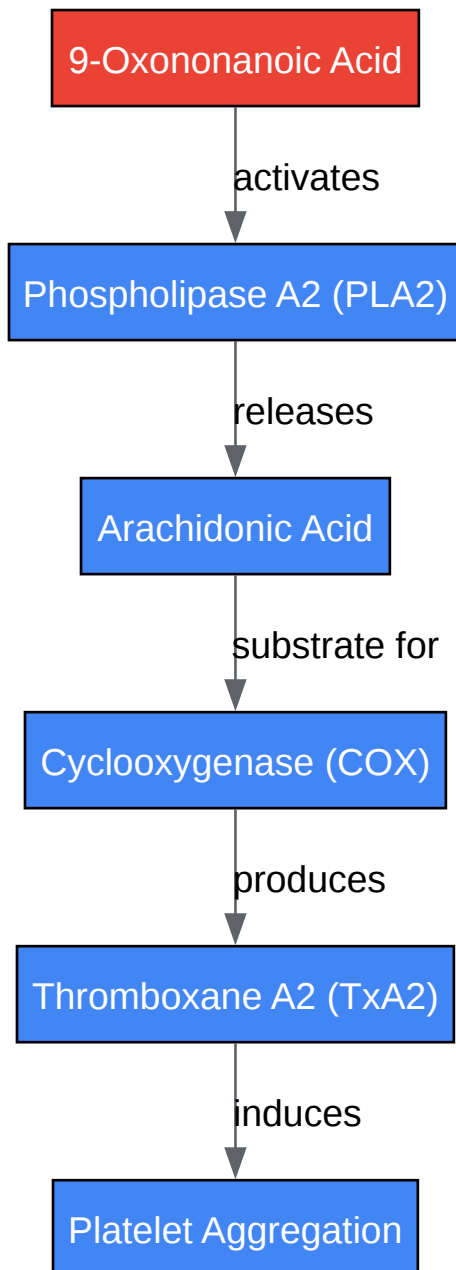 9-Oxononanoic Acid
activates
Phospholipase A2 (PLA2)
releases
Arachidonic Acid
substrate for
Cyclooxygenase (COX)
produces
Thromboxane A2 (TxA2)
induces
Platelet Aggregation